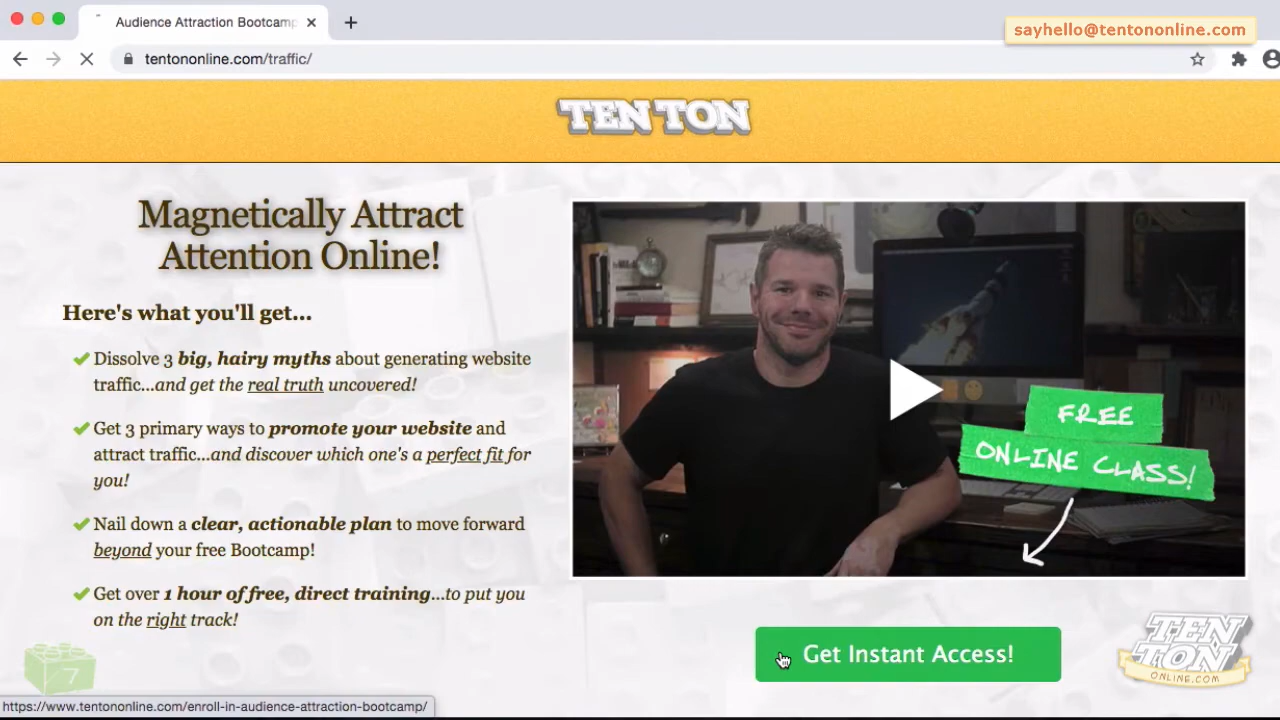 Audience Attraction Bootcamp
sayhello@tentononline.com
tentononline.com/traffic/
TEN TON
Magnetically Attract
Attention Online!
Here's what you'll get...
Dissolve 3 big, hairy myths about generating website
traffic...and get the real truth uncovered!
Get 3 primary ways to promote your website and
attract traffic...and discover which one's a perfect fit for
you!
Nail down a clear, actionable plan to move forward
beyond your free Bootcamp!
Get over 1 hour of free, direct training...to put you
on the right track!
FREE
ONLINE CLASS!
Get Instant Access!
TEN
TON
ONLINE.COM
7
https://www.tentononline.com/enroll-in-audience-attraction-bootcamp/